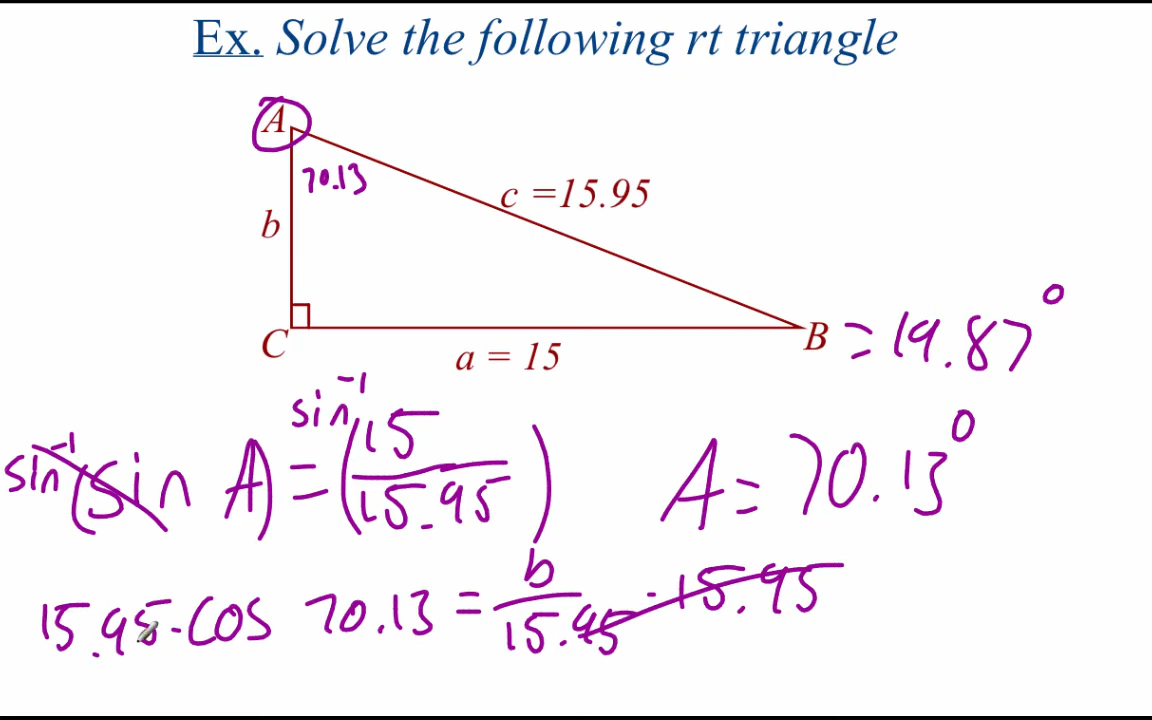 Ex. Solve the following rt triangle
A
70.13
c =15.95
b
C
a = 15
B = 19.87°
sin⁻¹(sin A) = sin⁻¹(15/15.95)
A = 70.13°
15.95·cos 70.13 = b/15.95 · 15.95